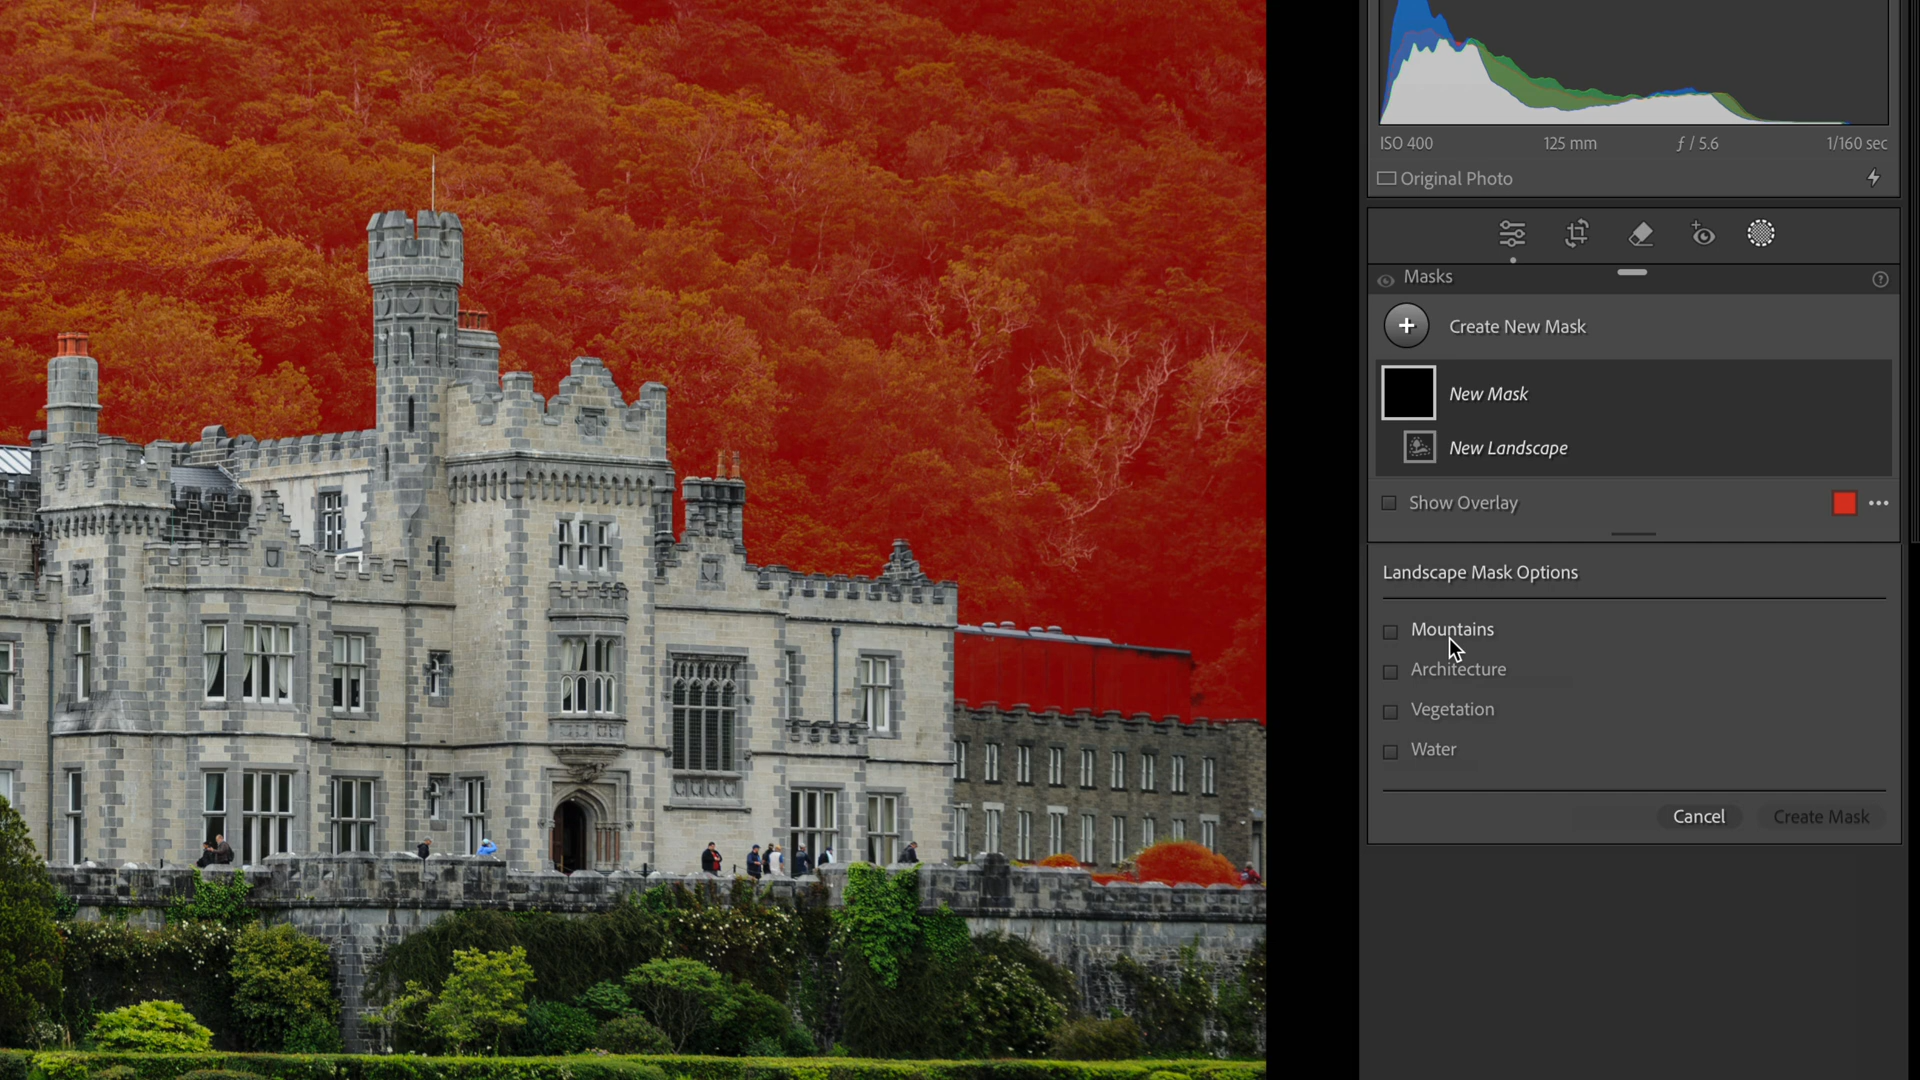 ISO 400 125 mm ƒ / 5.6 1/160 sec
Original Photo
Masks
Create New Mask
New Mask
New Landscape
Show Overlay
Landscape Mask Options
Mountains
Architecture
Vegetation
Water
Cancel Create Mask